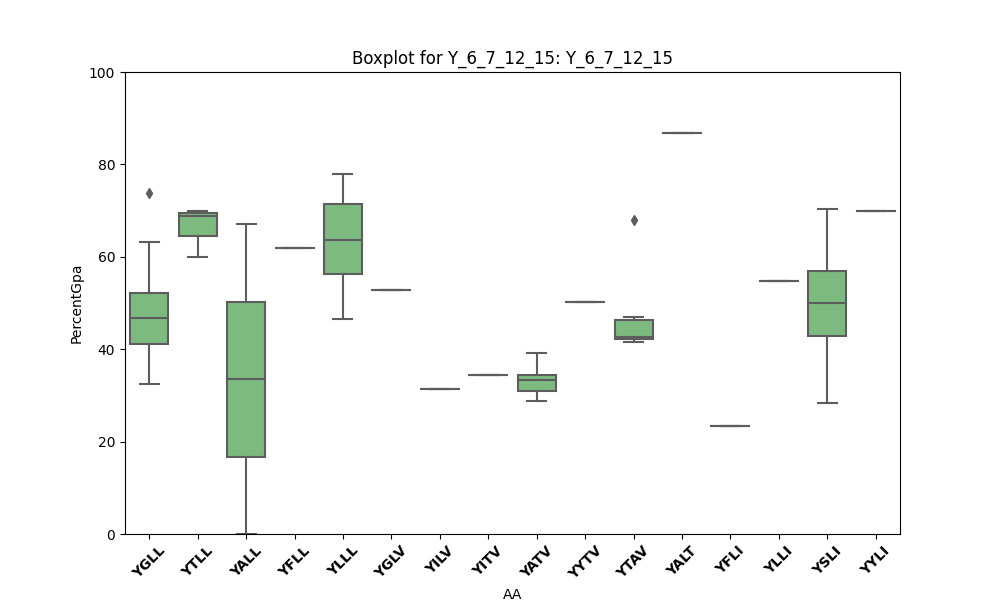 Boxplot for Y_6_7_12_15: Y_6_7_12_15
100
80
60
40
20
0
PercentGpa
YGLL YTLL YALL YFLL YLLL YGLV YILV YITV YATV YYTV YTAV YALT YFLI YLLI YSLI YYLI
AA